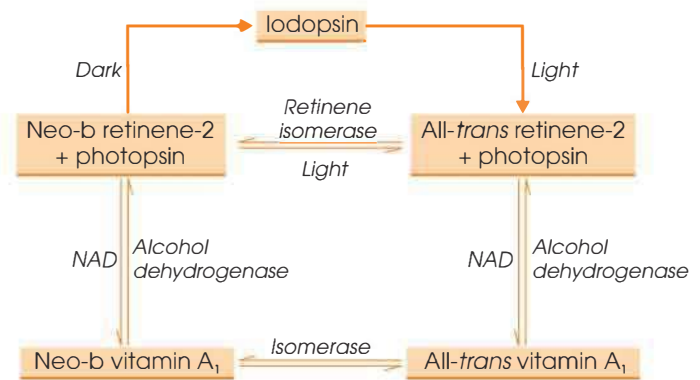 Iodopsin
Dark
Light
Neo-b retinene-2
+ photopsin
Retinene
isomerase
Light
All-trans retinene-2
+ photopsin
NAD
Alcohol
dehydrogenase
NAD
Alcohol
dehydrogenase
Neo-b vitamin A₁
Isomerase
All-trans vitamin A₁